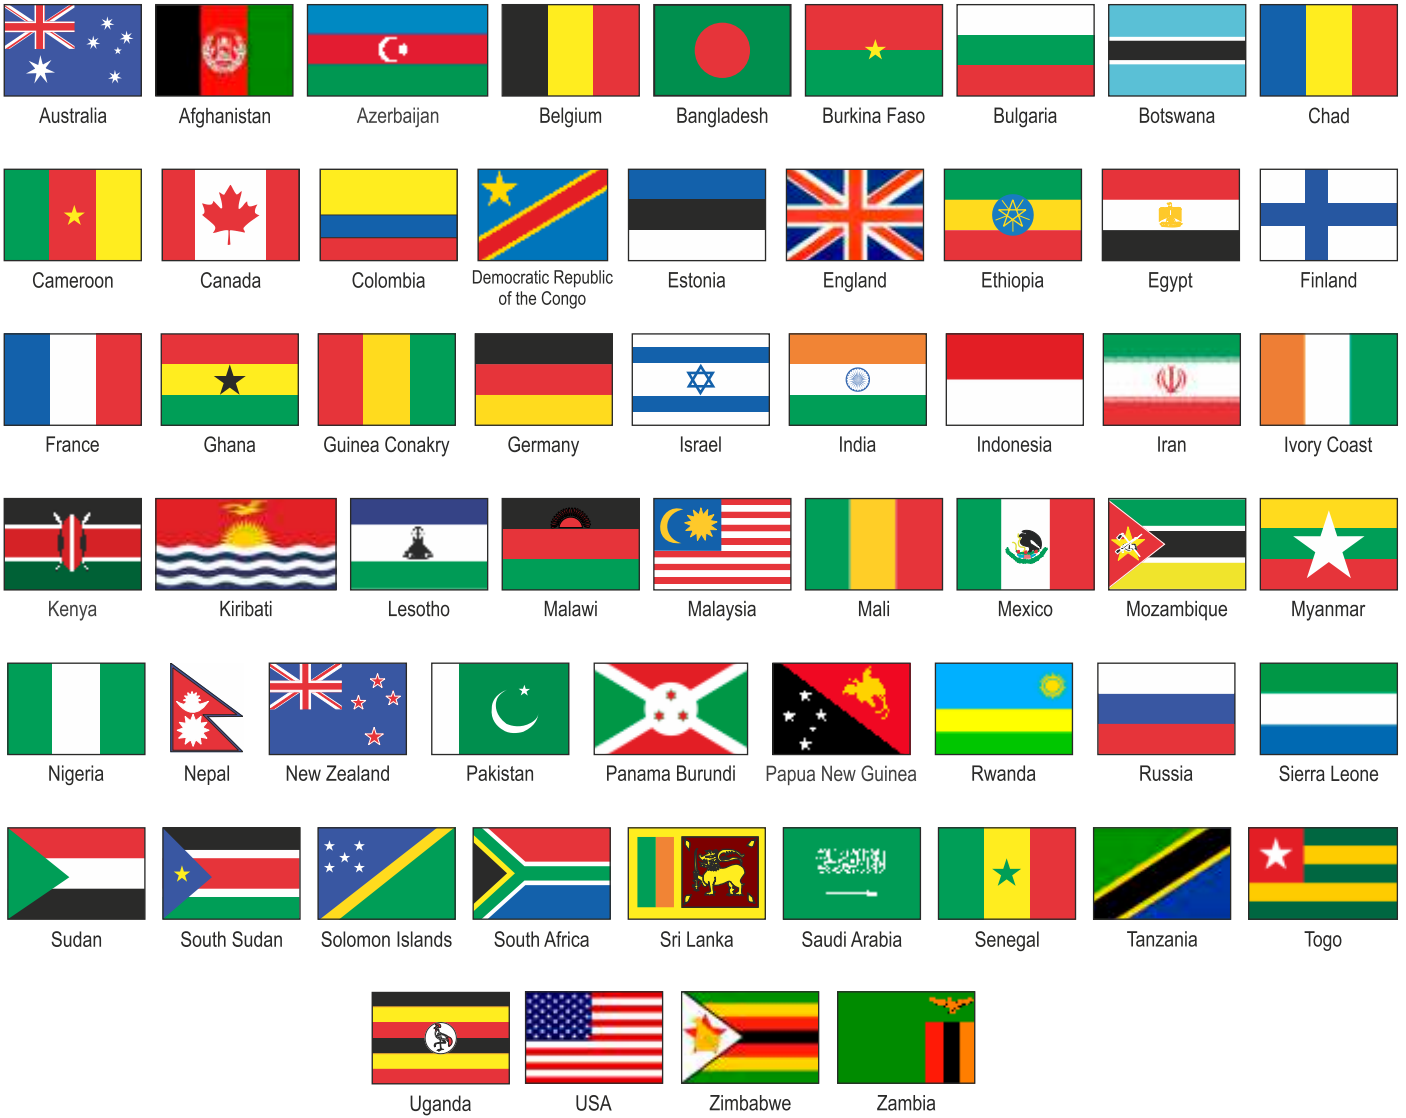 Australia
Afghanistan
Azerbaijan
Belgium
Bangladesh
Burkina Faso
Bulgaria
Botswana
Chad
Cameroon
Canada
Colombia
Democratic Republic
of the Congo
Estonia
England
Ethiopia
Egypt
Finland
France
Ghana
Guinea Conakry
Germany
Israel
India
Indonesia
Iran
Ivory Coast
Kenya
Kiribati
Lesotho
Malawi
Malaysia
Mali
Mexico
Mozambique
Myanmar
Nigeria
Nepal
New Zealand
Pakistan
Panama Burundi
Papua New Guinea
Rwanda
Russia
Sierra Leone
Sudan
South Sudan
Solomon Islands
South Africa
Sri Lanka
Saudi Arabia
Senegal
Tanzania
Togo
Uganda
USA
Zimbabwe
Zambia